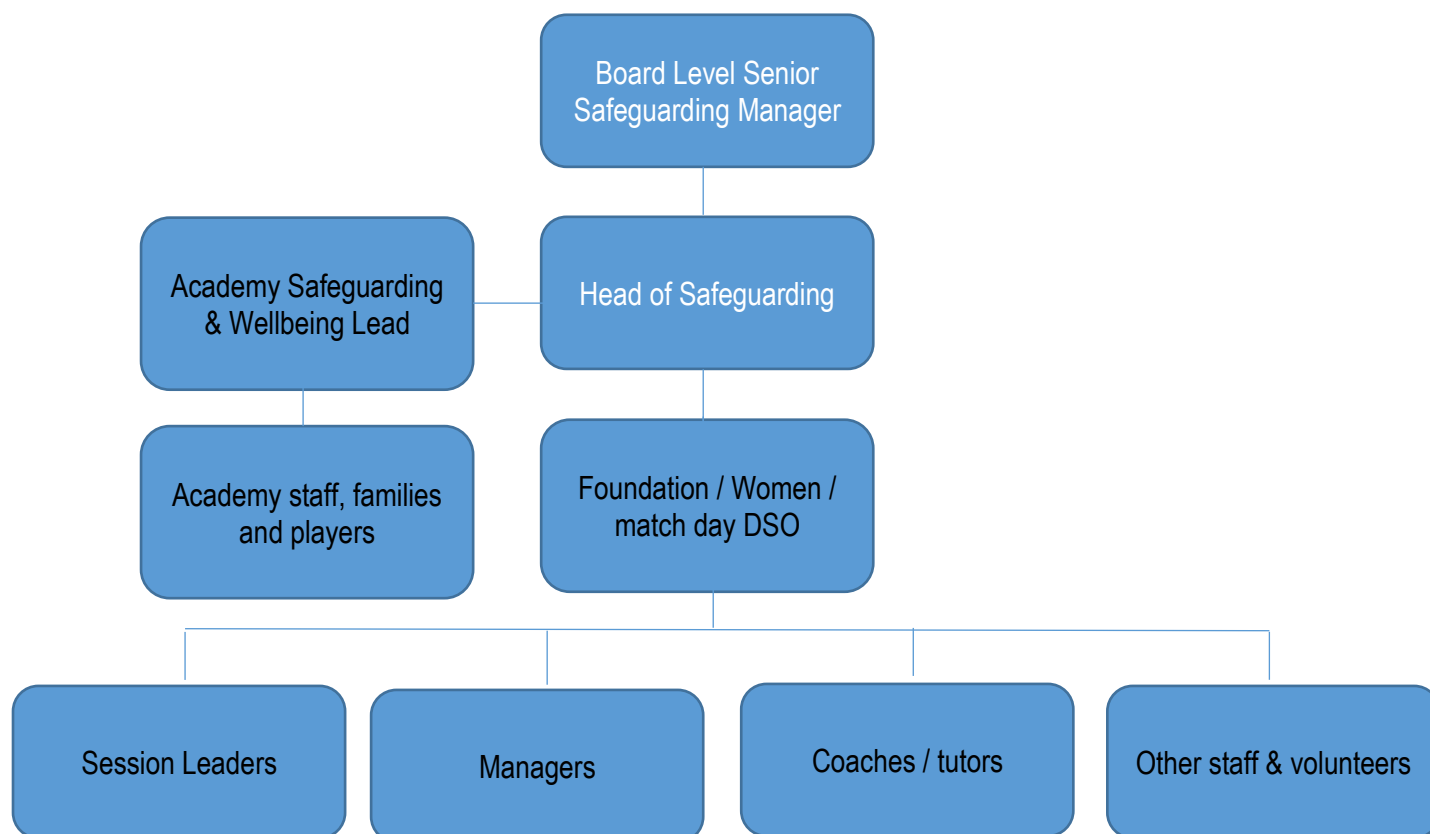 Board Level Senior
Safeguarding Manager
Academy Safeguarding
& Wellbeing Lead
Head of Safeguarding
Academy staff, families
and players
Foundation / Women /
match day DSO
Session Leaders
Managers
Coaches / tutors
Other staff & volunteers